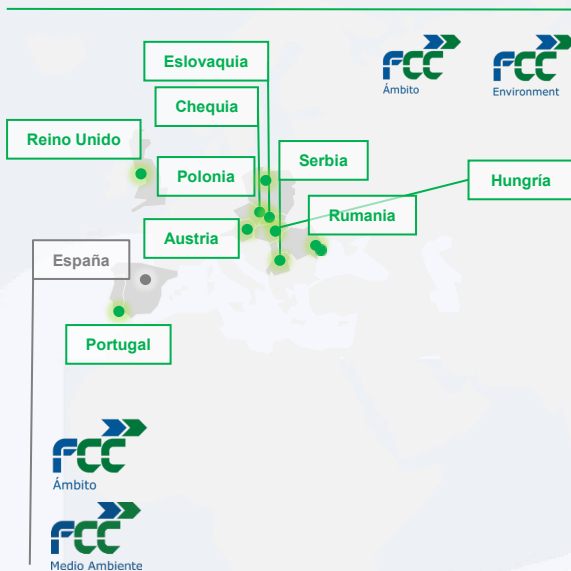 FCC
Ámbito
FCC
Environment
Eslovaquia
Chequia
Reino Unido
Serbia
Polonia
Hungría
Rumania
Austria
España
Portugal
FCC
Ámbito
FCC
Medio Ambiente